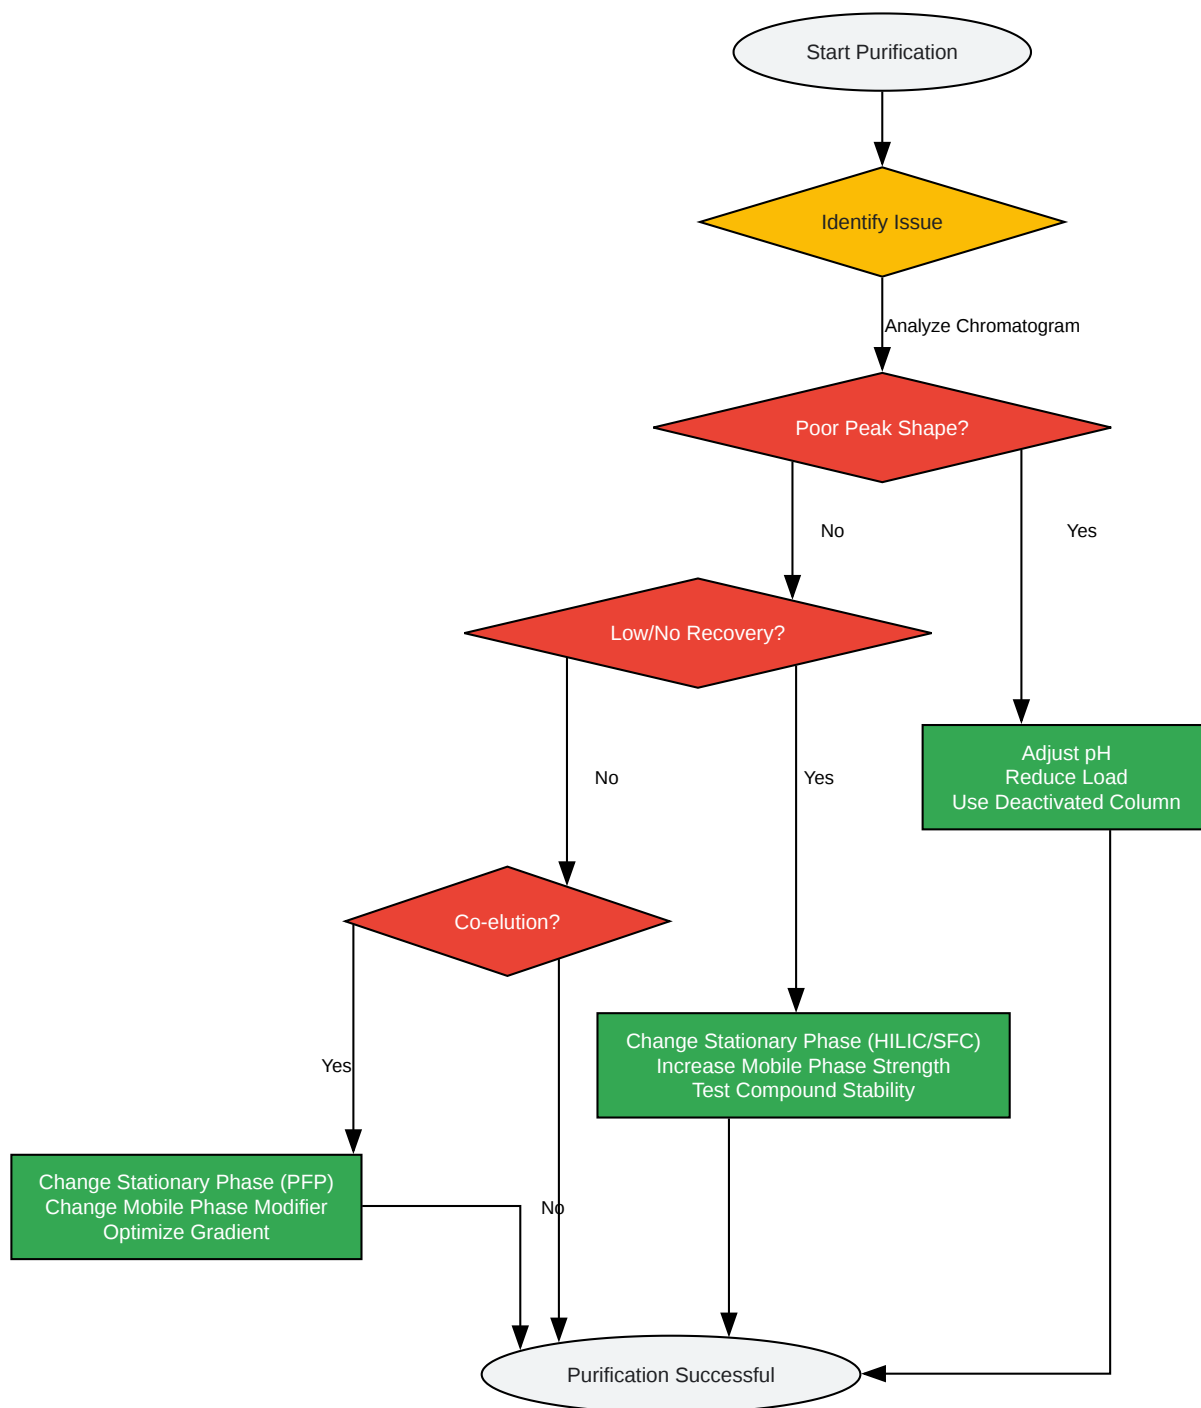 Start Purification
Identify Issue
Analyze Chromatogram
Poor Peak Shape?
No
Yes
Low/No Recovery?
Adjust pH
Reduce Load
Use Deactivated Column
No
Yes
Co-elution?
Change Stationary Phase (HILIC/SFC)
Increase Mobile Phase Strength
Test Compound Stability
Yes
Change Stationary Phase (PFP)
Change Mobile Phase Modifier
Optimize Gradient
No
Purification Successful